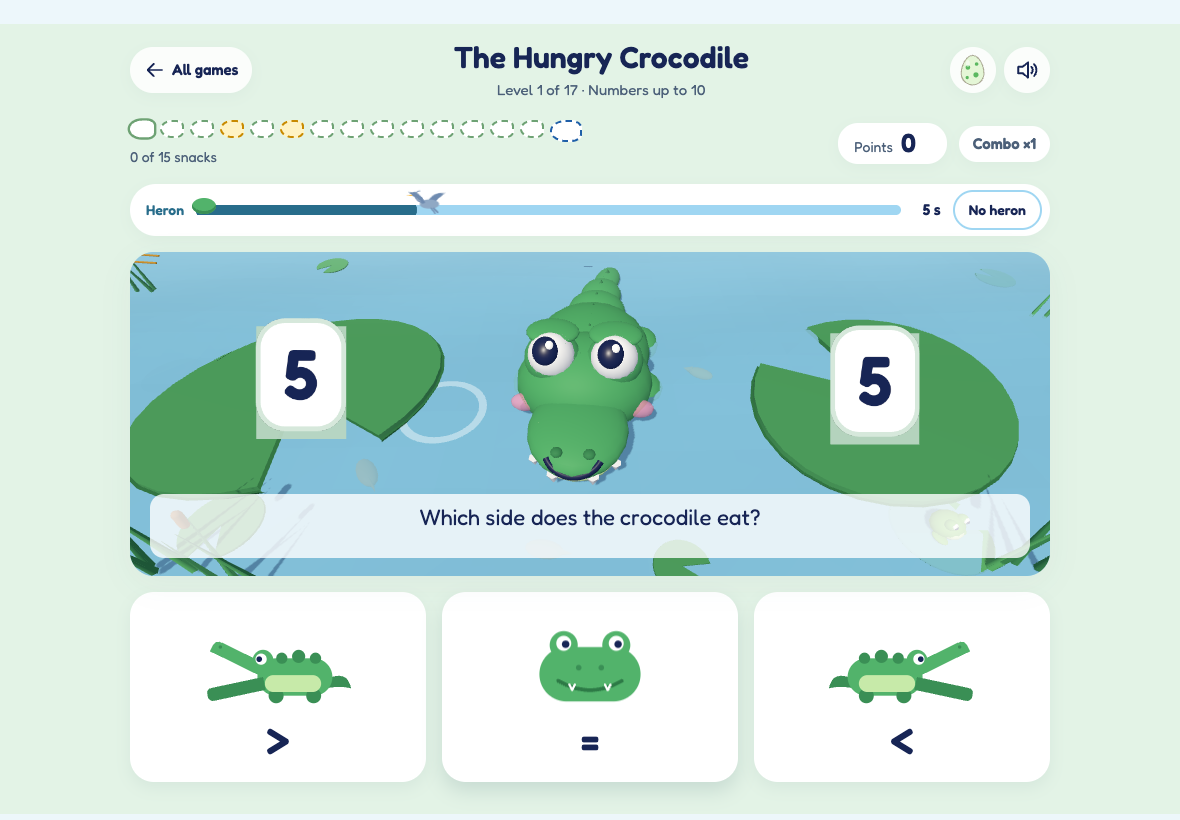 All games
The Hungry Crocodile
Level 1 of 17 · Numbers up to 10
0 of 15 snacks
Points 0
Combo ×1
Heron
5 s
No heron
5
5
Which side does the crocodile eat?
>
=
<